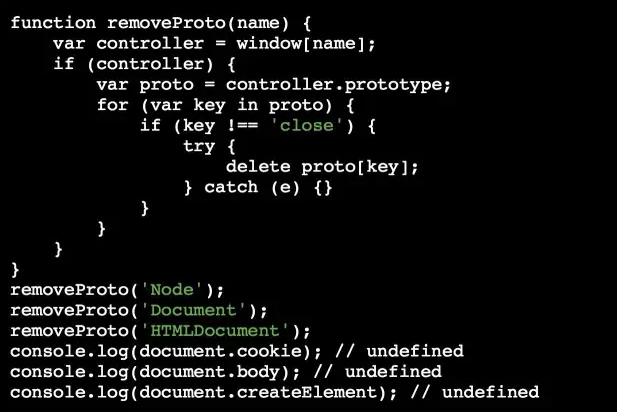 function removeProto(name) {
    var controller = window[name];
    if (controller) {
        var proto = controller.prototype;
        for (var key in proto) {
            if (key !== 'close') {
                try {
                    delete proto[key];
                } catch (e) {}
            }
        }
    }
}
removeProto('Node');
removeProto('Document');
removeProto('HTMLDocument');
console.log(document.cookie); // undefined
console.log(document.body); // undefined
console.log(document.createElement); // undefined